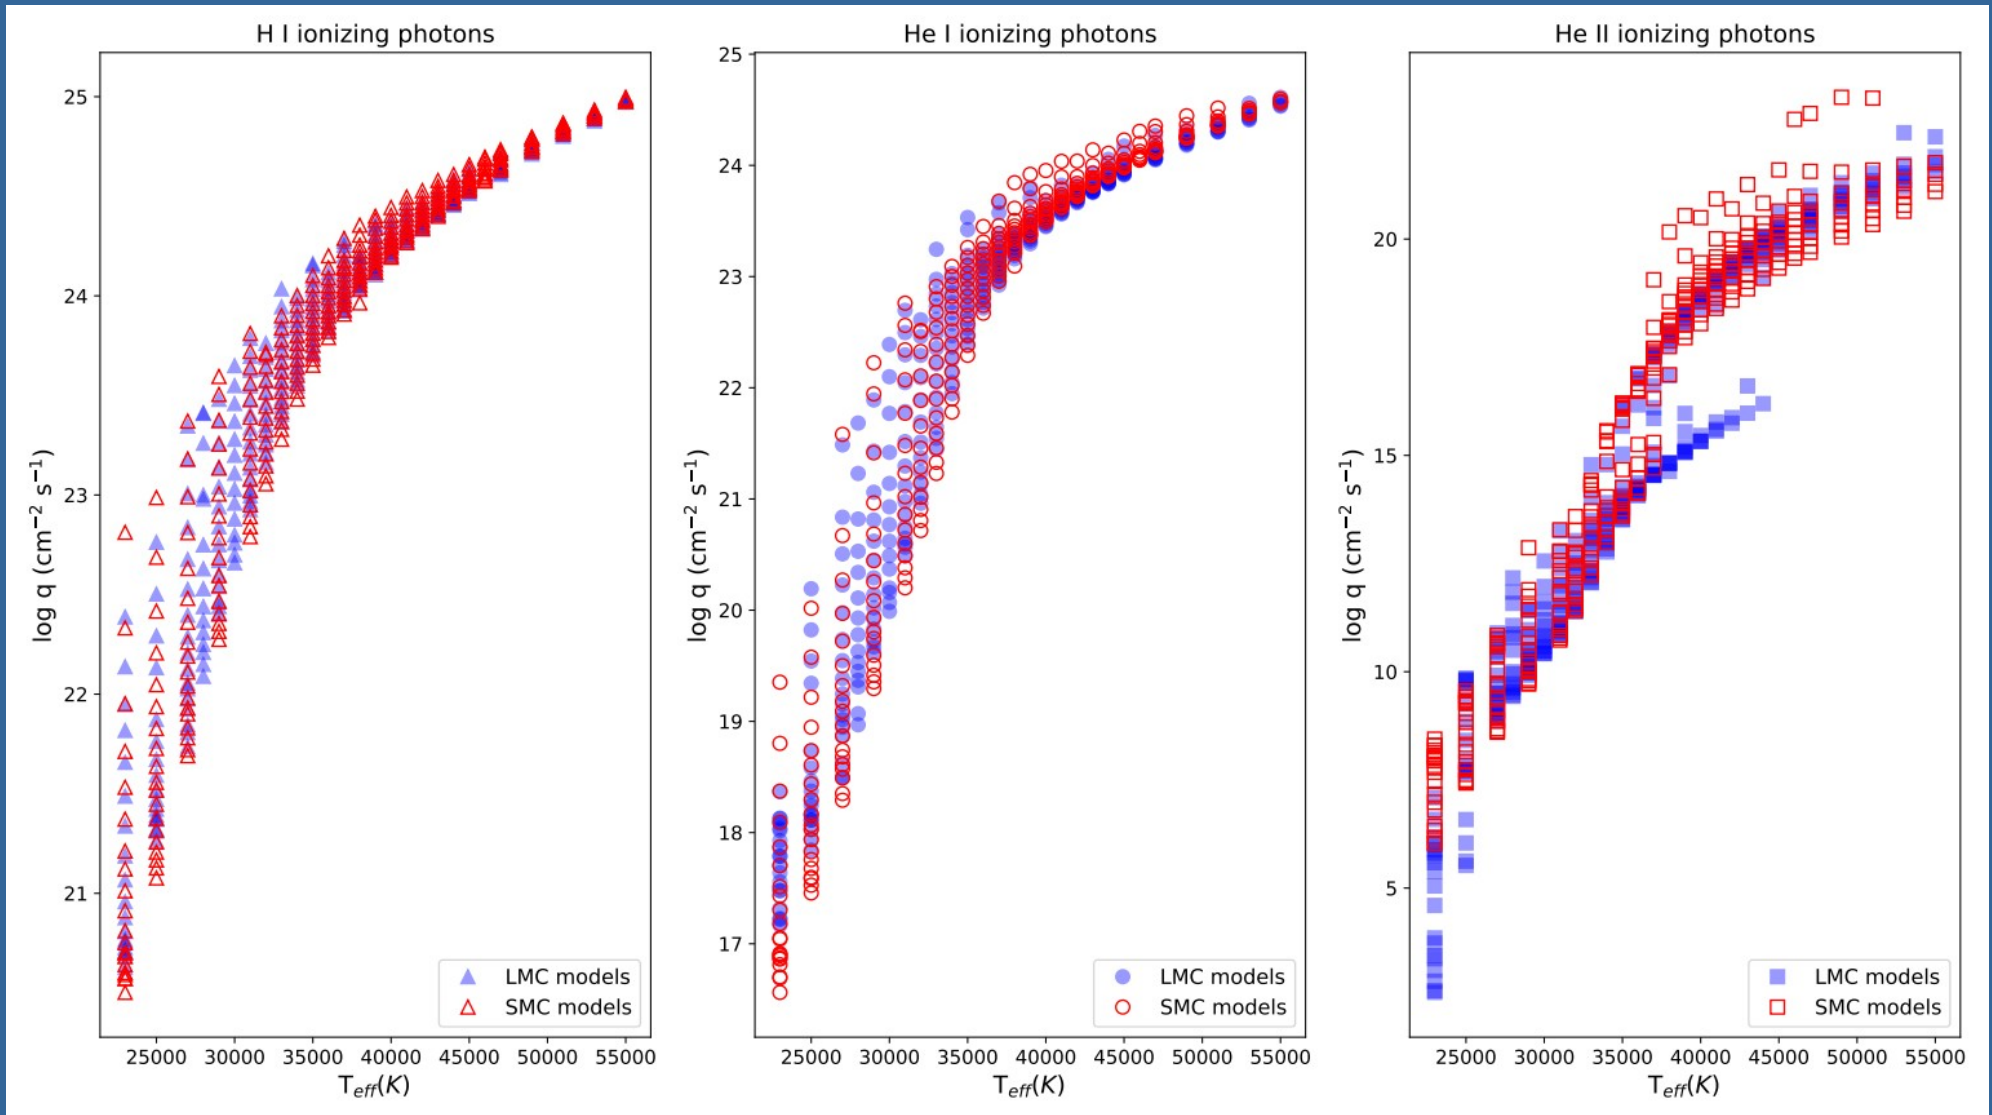 H I ionizing photons
25
24
23
22
21
log q (cm⁻² s⁻¹)
25000 30000 35000 40000 45000 50000 55000
T_eff(K)
LMC models
SMC models
He I ionizing photons
25
24
23
22
21
20
19
18
17
log q (cm⁻² s⁻¹)
25000 30000 35000 40000 45000 50000 55000
T_eff(K)
LMC models
SMC models
He II ionizing photons
20
15
10
5
log q (cm⁻² s⁻¹)
25000 30000 35000 40000 45000 50000 55000
T_eff(K)
LMC models
SMC models